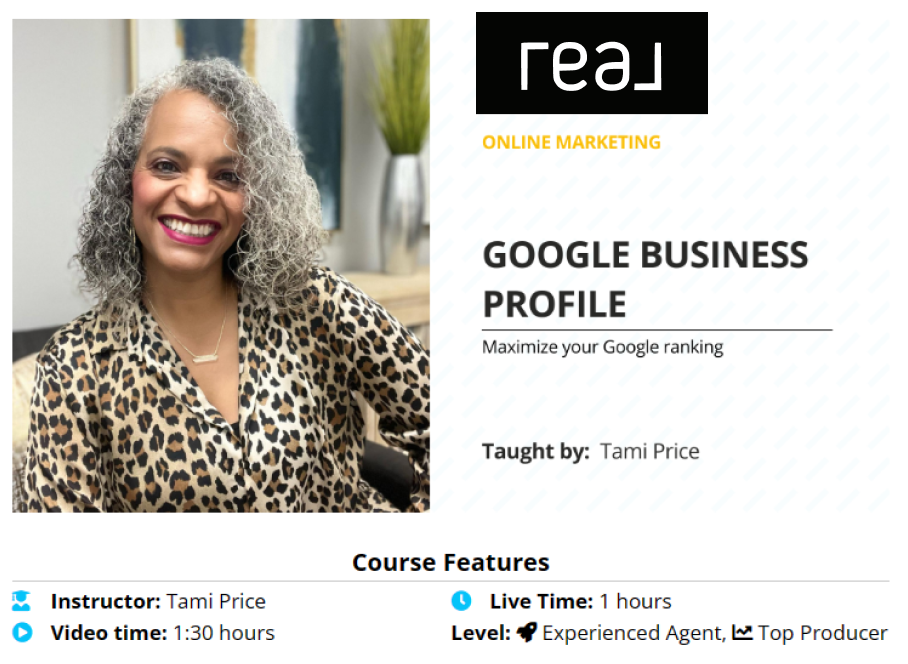 real
ONLINE MARKETING
GOOGLE BUSINESS
PROFILE
Maximize your Google ranking
Taught by: Tami Price
Course Features
Instructor: Tami Price
Live Time: 1 hours
Video time: 1:30 hours
Level: Experienced Agent, Top Producer